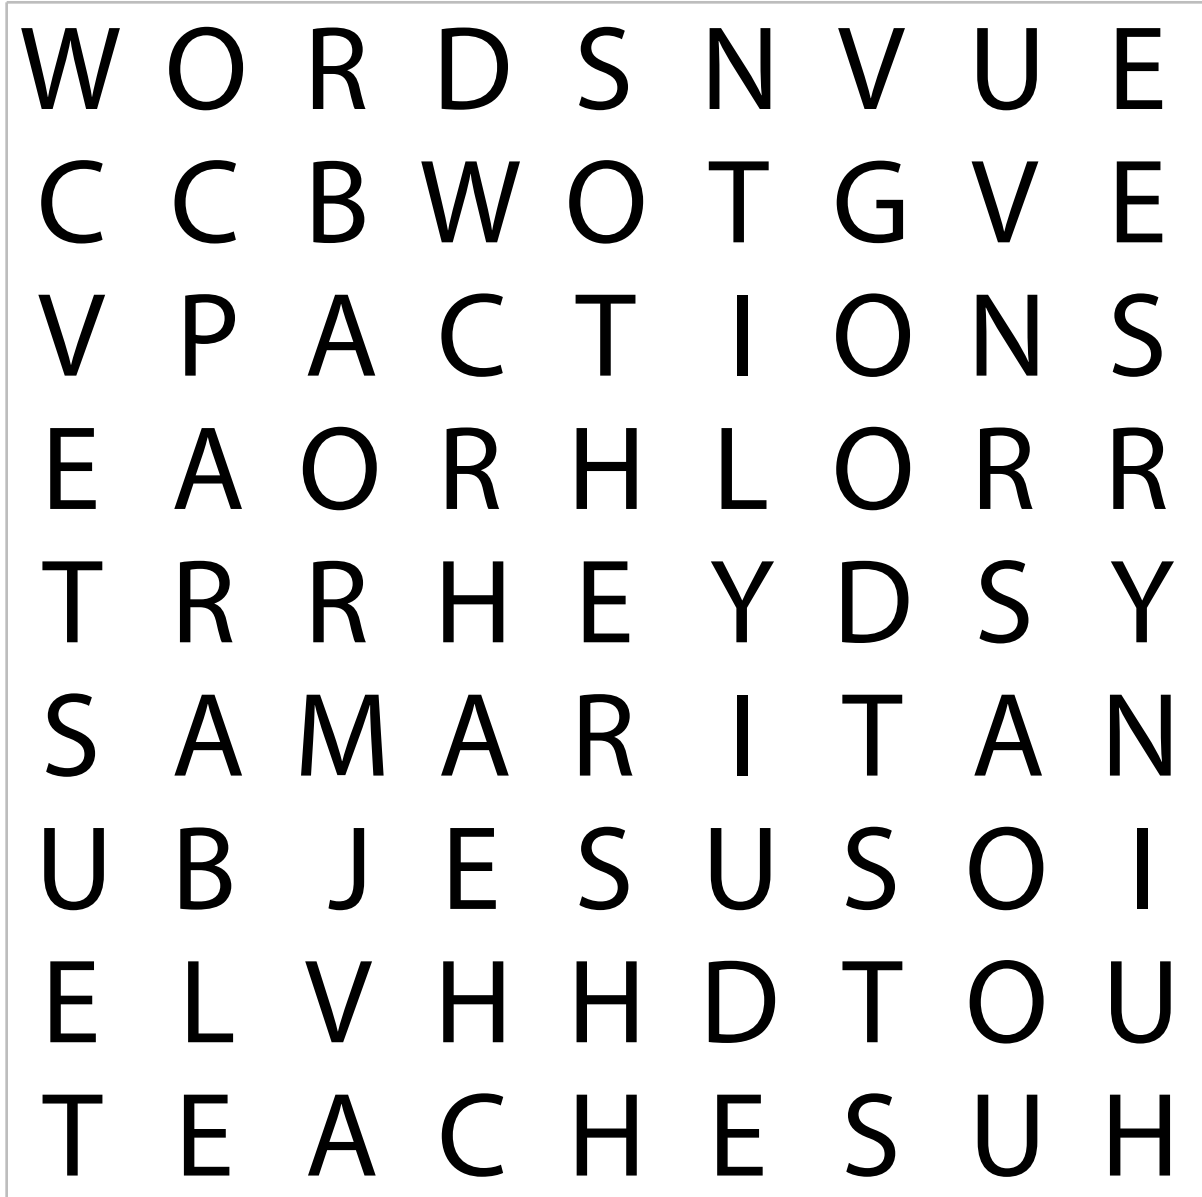 W O R D S N V U E
C C B W O T G V E
V P A C T I O N S
E A O R H L O R R
T R R H E Y D S Y
S A M A R I T A N
U B J E S U S O I
E L V H H D T O U
T E A C H E S U H